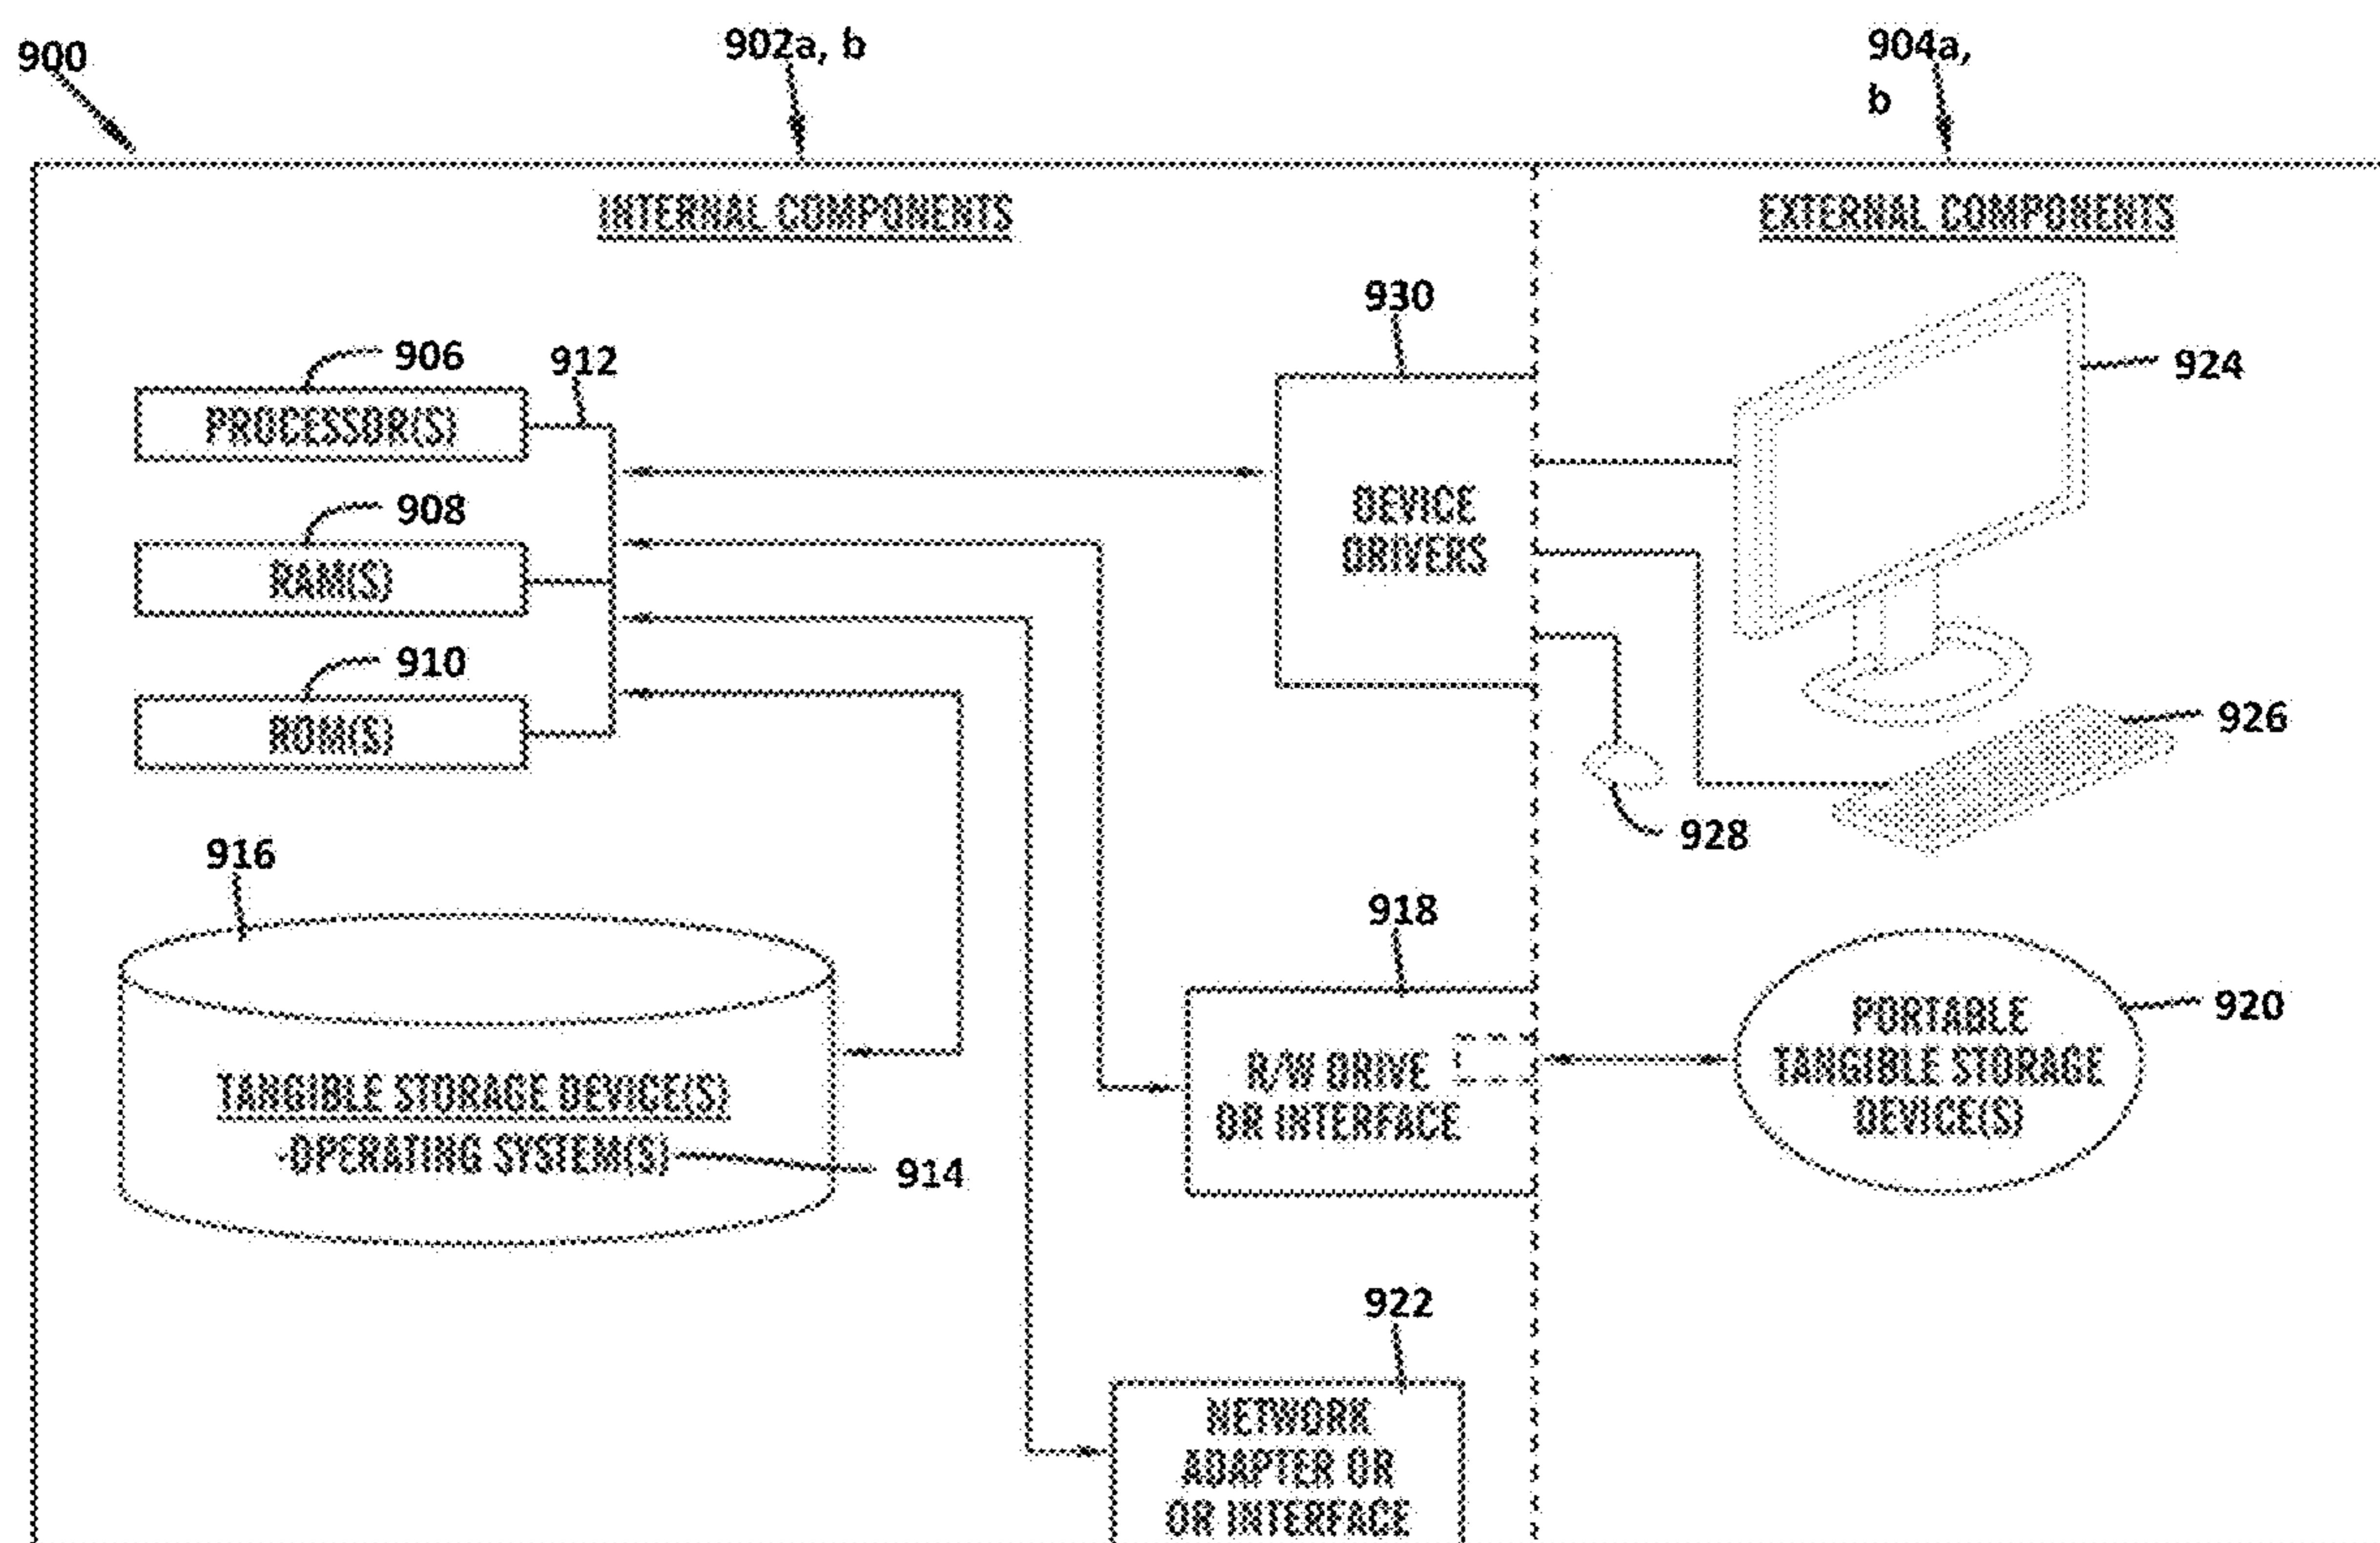 900
902a, b
904a,
b
INTERNAL COMPONENTS
EXTERNAL COMPONENTS
930
906
912
924
PROCESSOR(S)
908
DEVICE
DRIVERS
RAM(S)
910
ROM(S)
926
928
916
918
920
PORTABLE
TANGIBLE STORAGE
DEVICE(S)
R/W DRIVE
OR INTERFACE
TANGIBLE STORAGE DEVICE(S)
-OPERATING SYSTEM(S)
914
922
NETWORK
ADAPTER OR
OR INTERFACE